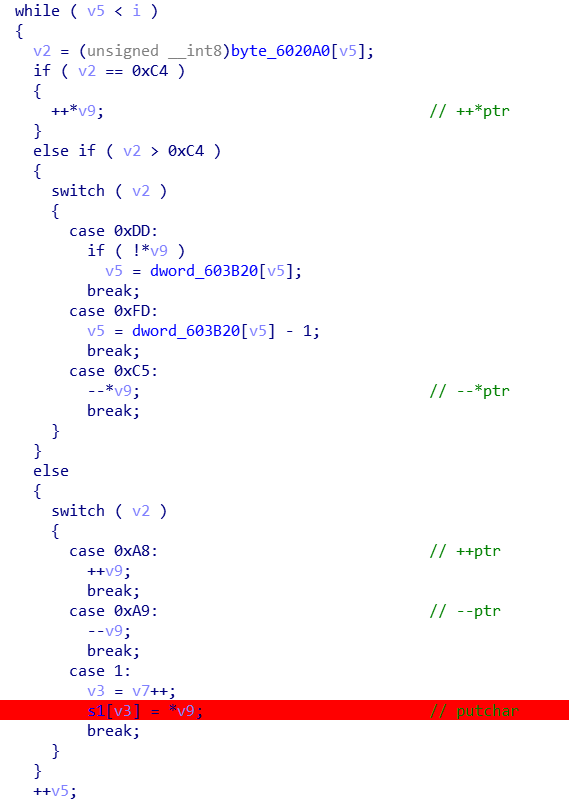 while ( v5 < i )
{
v2 = (unsigned __int8)byte_6020A0[v5];
if ( v2 == 0xC4 )
{
++*v9; // ++*ptr
}
else if ( v2 > 0xC4 )
{
switch ( v2 )
{
case 0xDD:
if ( !*v9 )
v5 = dword_603B20[v5];
break;
case 0xFD:
v5 = dword_603B20[v5] - 1;
break;
case 0xC5:
--*v9; // --*ptr
break;
}
}
else
{
switch ( v2 )
{
case 0xA8: // ++ptr
++v9;
break;
case 0xA9: // --ptr
--v9;
break;
case 1:
v3 = v7++;
s1[v3] = *v9; // putchar
break;
}
}
++v5;